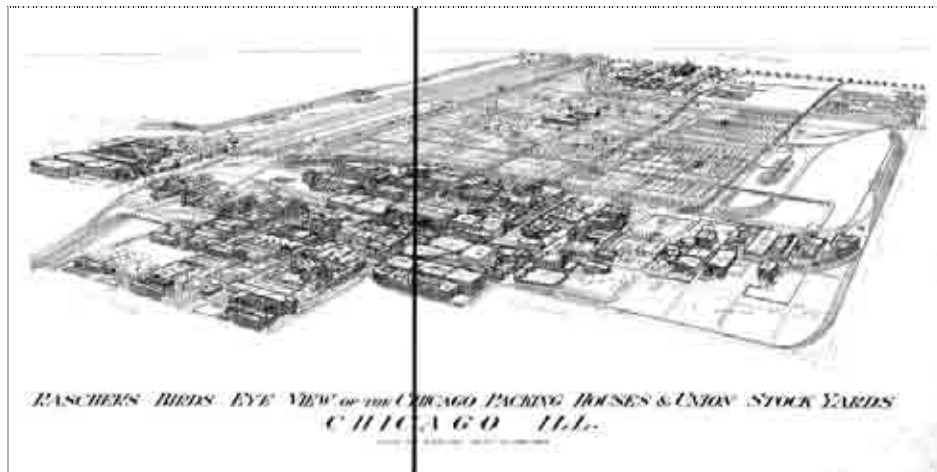 RASCHER'S BIRDS EYE VIEW OF THE CHICAGO PACKING HOUSES & UNION STOCK YARDS
CHICAGO ILL.